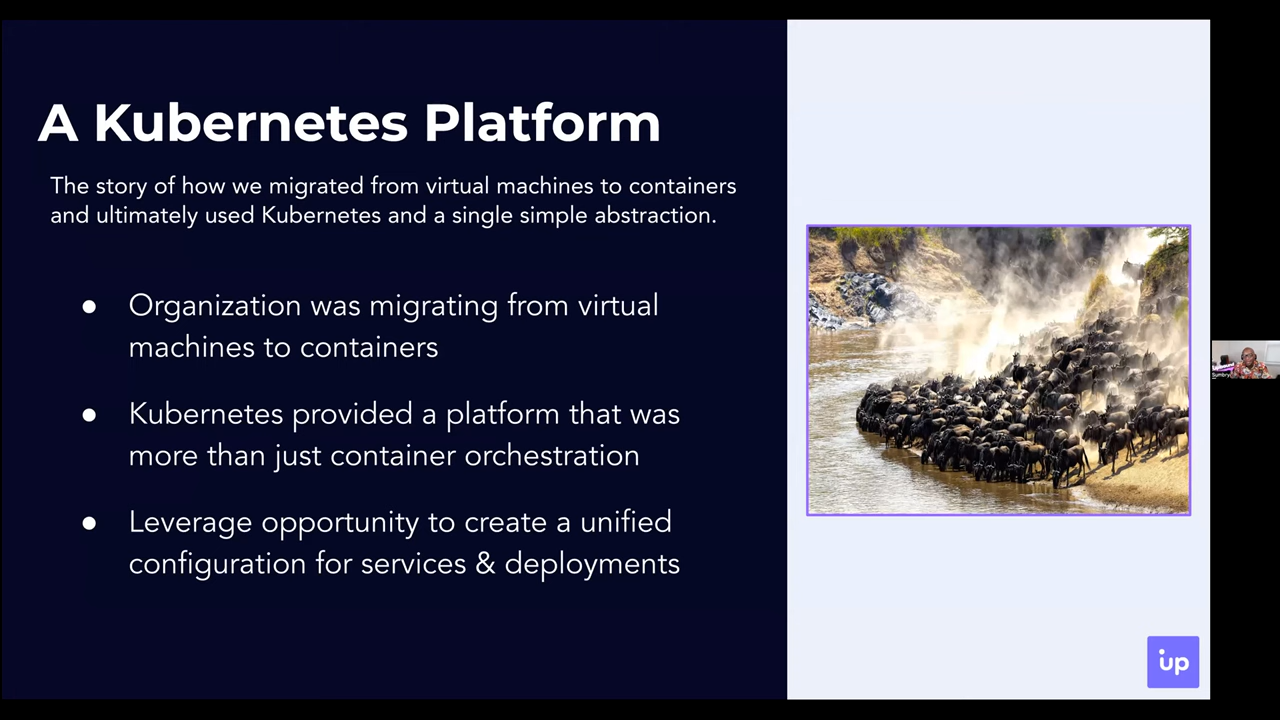 A Kubernetes Platform
The story of how we migrated from virtual machines to containers
and ultimately used Kubernetes and a single simple abstraction.
● Organization was migrating from virtual
machines to containers
● Kubernetes provided a platform that was
more than just container orchestration
● Leverage opportunity to create a unified
configuration for services & deployments
Sumbry
up